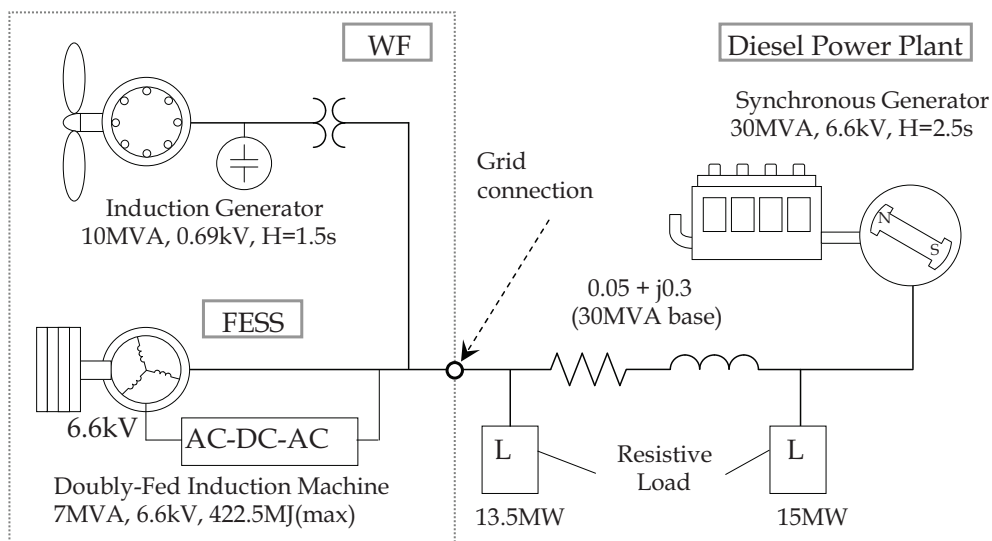 WF
Diesel Power Plant
Synchronous Generator
30MVA, 6.6kV, H=2.5s
Grid
connection
Induction Generator
10MVA, 0.69kV, H=1.5s
N
S
0.05 + j0.3
(30MVA base)
FESS
6.6kV
AC-DC-AC
L
Resistive
Load
L
Doubly-Fed Induction Machine
7MVA, 6.6kV, 422.5MJ(max)
13.5MW
15MW